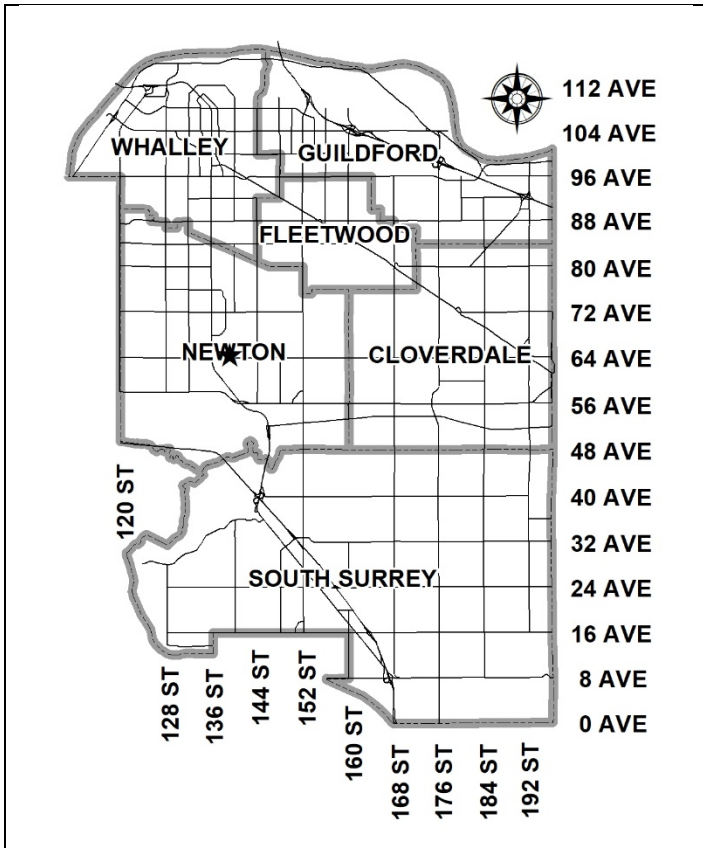 112 AVE
104 AVE
WHALLEY
GUILDFORD
96 AVE
88 AVE
FLEETWOOD
80 AVE
72 AVE
NEWTON
CLOVERDALE
64 AVE
56 AVE
48 AVE
120 ST
40 AVE
32 AVE
SOUTH SURREY
24 AVE
16 AVE
8 AVE
0 AVE
128 ST
136 ST
144 ST
152 ST
160 ST
168 ST
176 ST
184 ST
192 ST